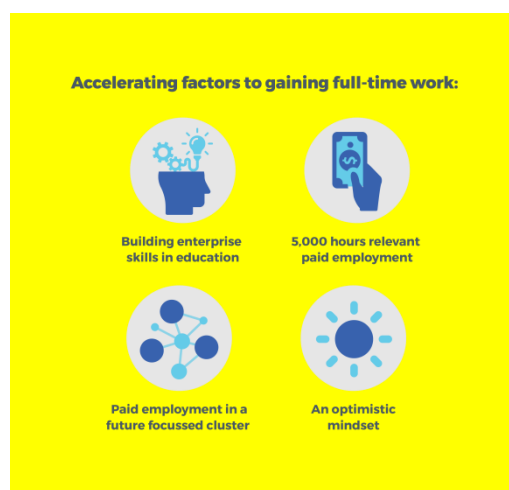 Accelerating factors to gaining full-time work:
Building enterprise
skills in education
5,000 hours relevant
paid employment
Paid employment in a
future focussed cluster
An optimistic
mindset